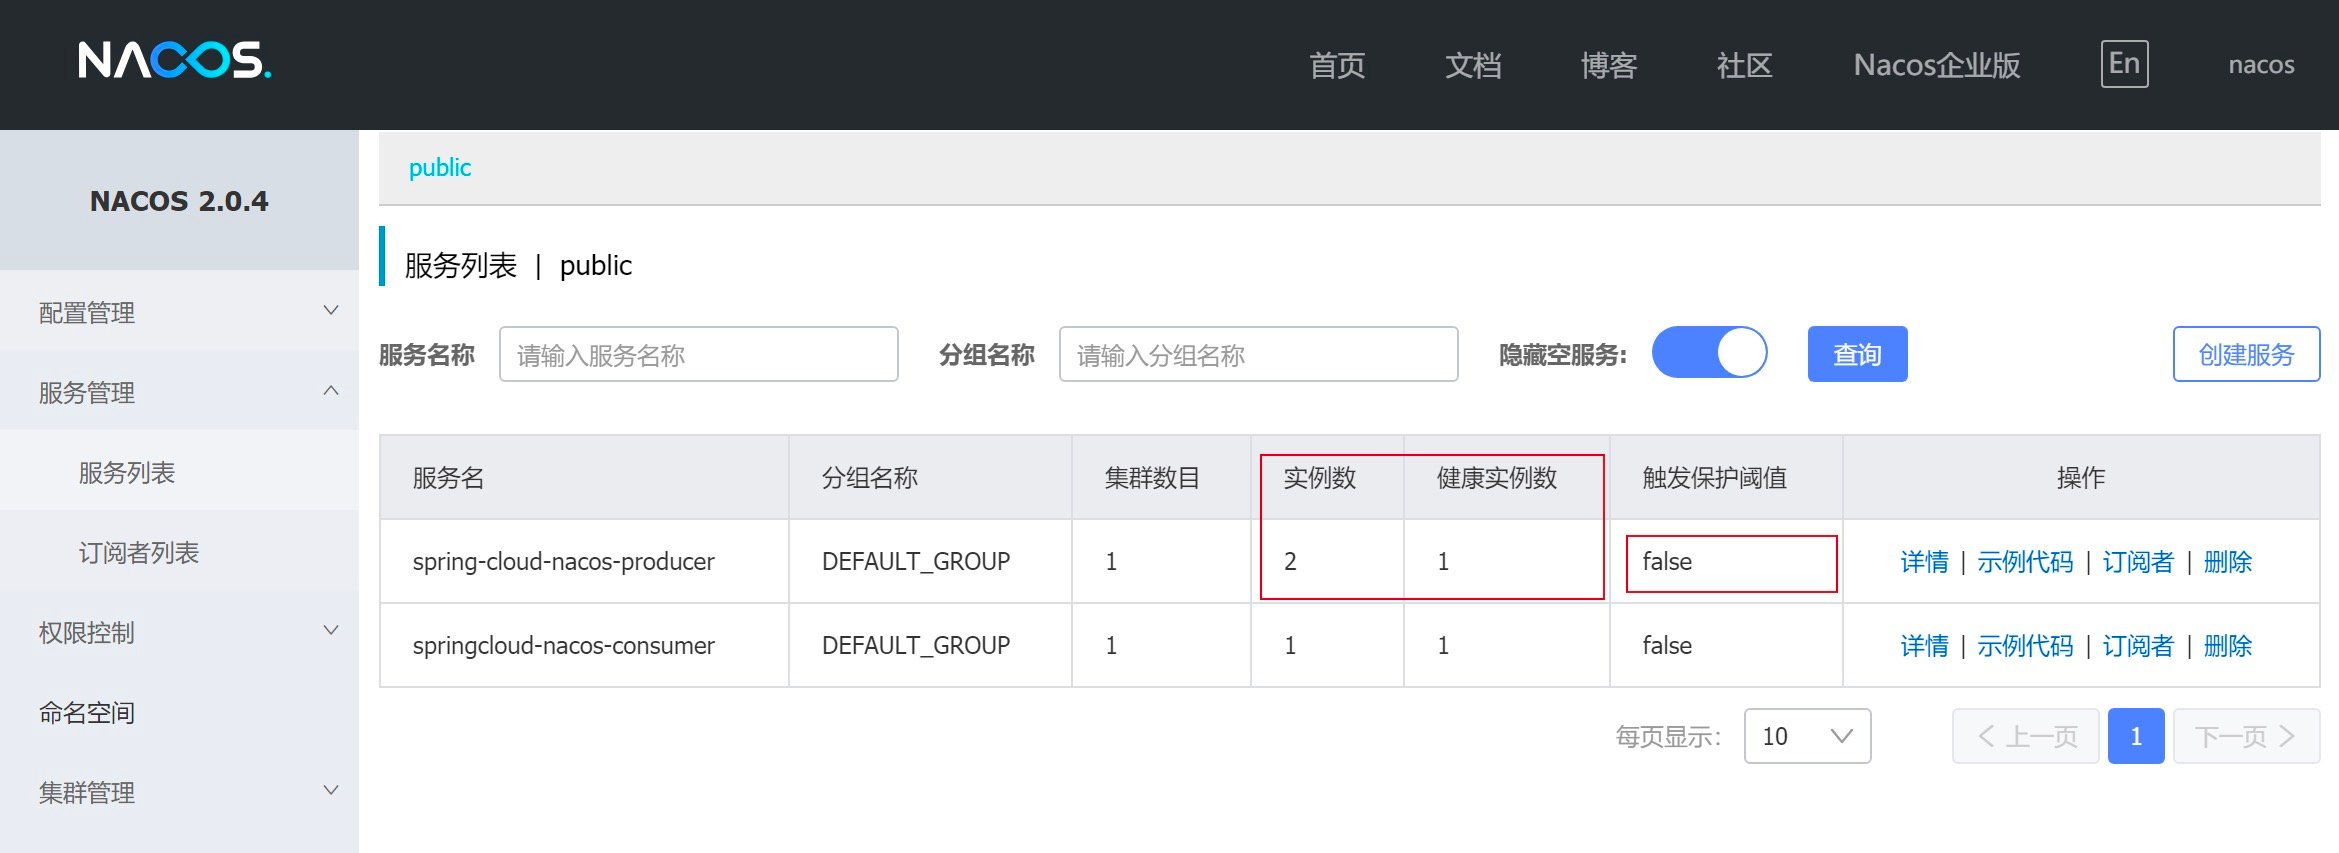 NACOS.
首页 文档 博客 社区 Nacos企业版 En nacos
NACOS 2.0.4
配置管理
服务管理
服务列表
订阅者列表
权限控制
命名空间
集群管理
public
服务列表 | public
服务名称 请输入服务名称 分组名称 请输入分组名称 隐藏空服务: 查询 创建服务
服务名 分组名称 集群数目 实例数 健康实例数 触发保护阈值 操作
spring-cloud-nacos-producer DEFAULT_GROUP 1 2 1 false 详情 | 示例代码 | 订阅者 | 删除
springcloud-nacos-consumer DEFAULT_GROUP 1 1 1 false 详情 | 示例代码 | 订阅者 | 删除
每页显示: 10 上一页 1 下一页